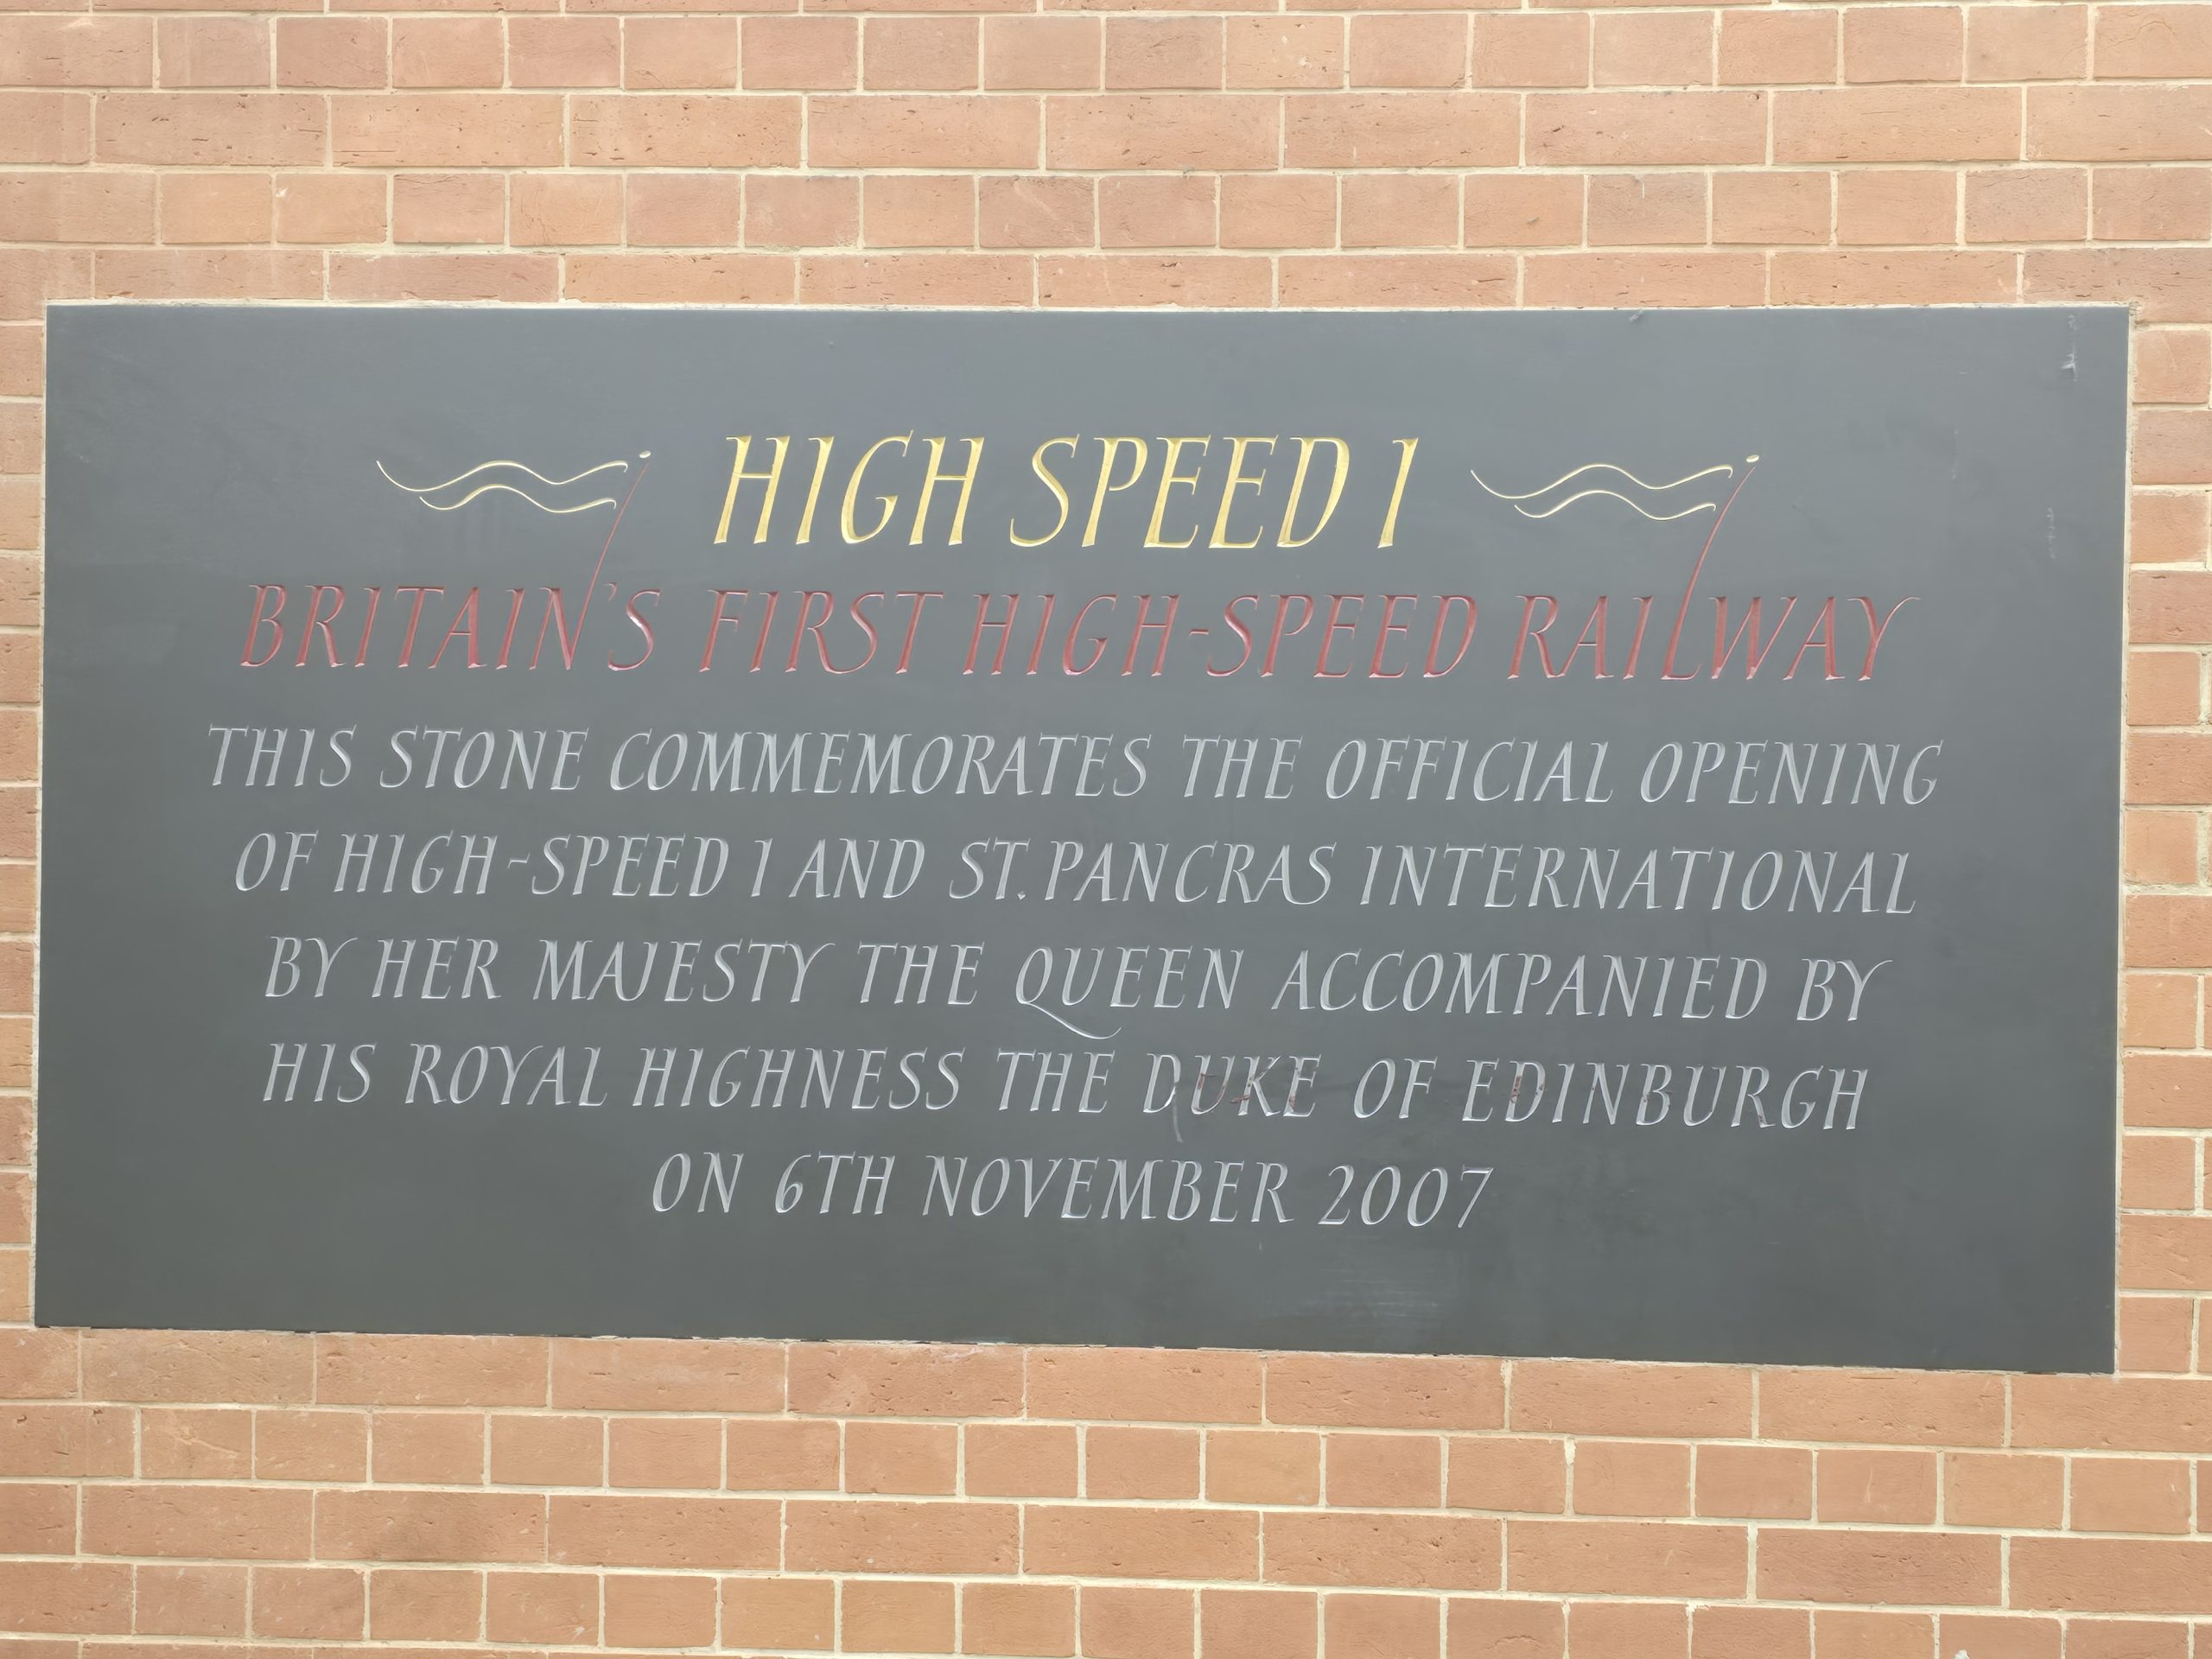 HIGH SPEED 1
BRITAIN'S FIRST HIGH-SPEED RAILWAY
THIS STONE COMMEMORATES THE OFFICIAL OPENING
OF HIGH-SPEED 1 AND ST. PANCRAS INTERNATIONAL
BY HER MAJESTY THE QUEEN ACCOMPANIED BY
HIS ROYAL HIGHNESS THE DUKE OF EDINBURGH
ON 6TH NOVEMBER 2007